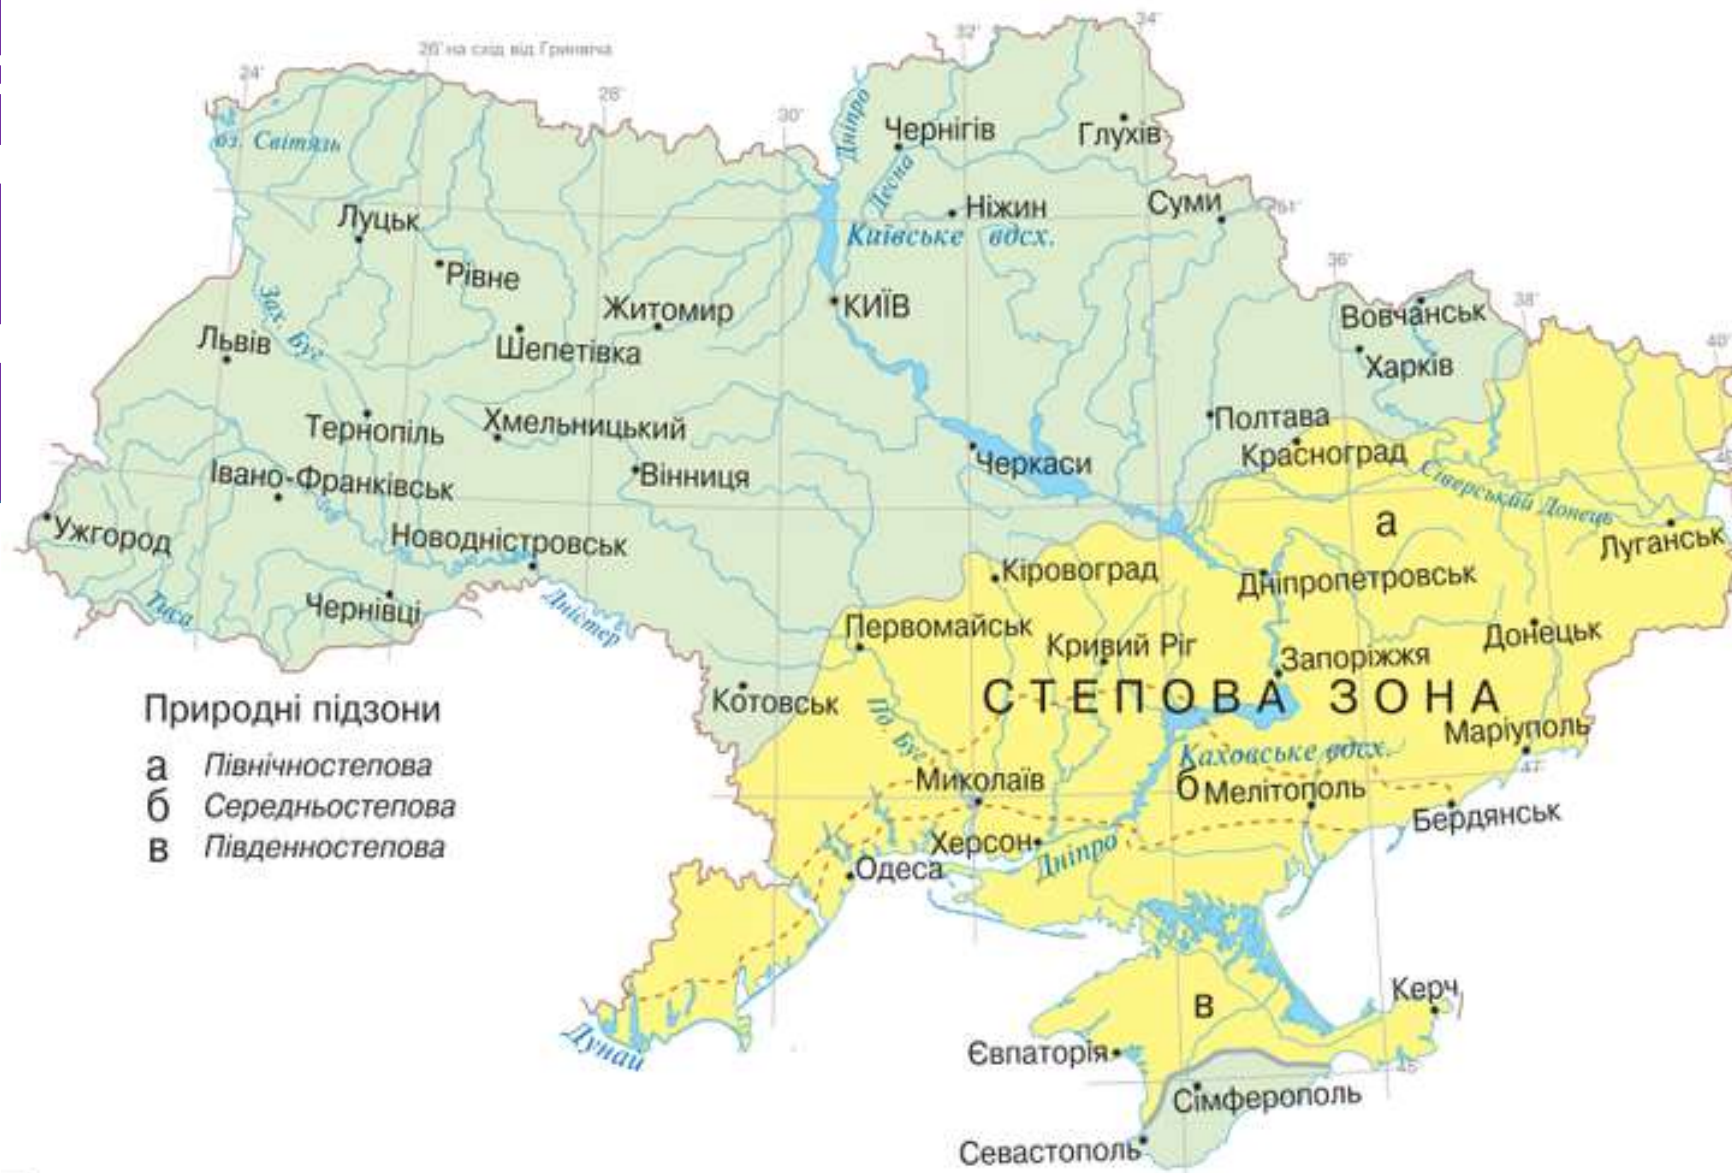 26° на схід від Гринвіча
24°
28°
30°
32°
34°
Дніпро
Чернігів
Глухів
оз. Світязь
Десна
Ніжин
Суми
51°
Луцьк
Київське вдсх.
Рівне
36°
38°
40°
Зах. Буг
Житомир
КИЇВ
Вовчанськ
Львів
Шепетівка
Харків
Тернопіль
Хмельницький
Полтава
Красноград
Черкаси
Івано-Франківськ
Вінниця
Сіверський Донець
а
Ужгород
Новодністровськ
Луганськ
Кіровоград
Дніпропетровськ
Тиса
Чернівці
Дністер
Первомайськ
Кривий Ріг
Донецьк
Запоріжжя
СТЕПОВА ЗОНА
Котовськ
Пд. Буг
Маріуполь
Каховське вдсх.
47°
Миколаїв
б
Мелітополь
Бердянськ
Херсон
Дніпро
Одеса
Природні підзони
а Північностепова
б Середньостепова
в Південностепова
Керч
в
Дунай
Євпаторія
45°
Сімферополь
Севастополь